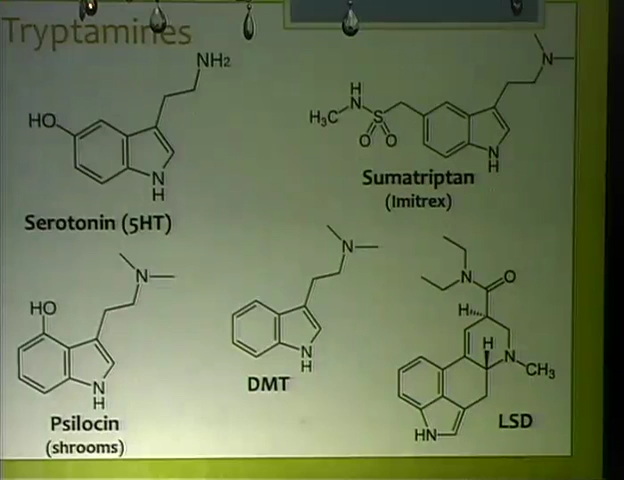 Tryptamines
NH₂
HO
N
H
Serotonin (5HT)
H
N
H₃C
S
O O
N
N
H
Sumatriptan
(Imitrex)
N
HO
N
H
Psilocin
(shrooms)
N
N
H
DMT
N
O
H
H
N
CH₃
HN
LSD